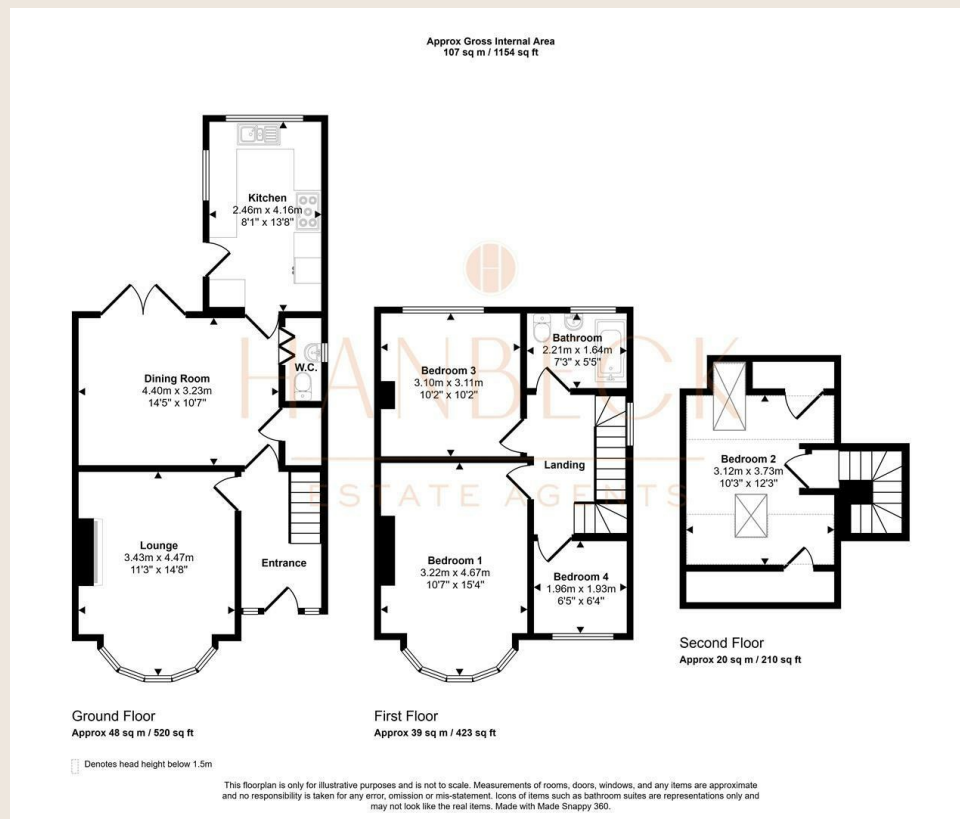 Approx Gross Internal Area
107 sq m / 1154 sq ft
Kitchen
2.46m x 4.16m
8'1" x 13'8"
W.C.
Dining Room
4.40m x 3.23m
14'5" x 10'7"
Lounge
3.43m x 4.47m
11'3" x 14'8"
Entrance
Ground Floor
Approx 48 sq m / 520 sq ft
Bathroom
2.21m x 1.64m
7'3" x 5'5"
Bedroom 3
3.10m x 3.11m
10'2" x 10'2"
Landing
Bedroom 1
3.22m x 4.67m
10'7" x 15'4"
Bedroom 4
1.96m x 1.93m
6'5" x 6'4"
First Floor
Approx 39 sq m / 423 sq ft
Bedroom 2
3.12m x 3.73m
10'3" x 12'3"
Second Floor
Approx 20 sq m / 210 sq ft
HANBECK
ESTATE AGENTS
Denotes head height below 1.5m
This floorplan is only for illustrative purposes and is not to scale. Measurements of rooms, doors, windows, and any items are approximate
and no responsibility is taken for any error, omission or mis-statement. Icons of items such as bathroom suites are representations only and
may not look like the real items. Made with Made Snappy 360.